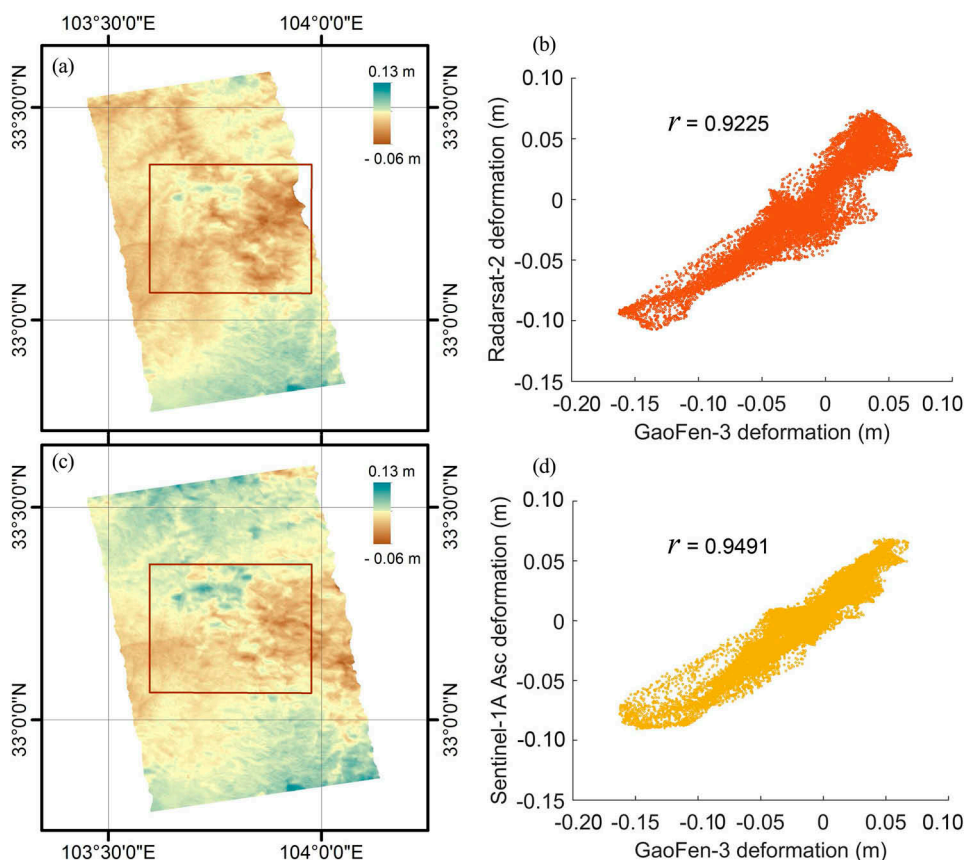 103°30'0"E 104°0'0"E
(a)
0.13 m
- 0.06 m
33°30'0"N
33°0'0"N
33°30'0"N
33°0'0"N
(b)
r = 0.9225
0.10
0.05
0
-0.05
-0.10
-0.15
Radarsat-2 deformation (m)
-0.20 -0.15 -0.10 -0.05 0 0.05 0.10
GaoFen-3 deformation (m)
(c)
0.13 m
- 0.06 m
33°30'0"N
33°0'0"N
33°30'0"N
33°0'0"N
103°30'0"E 104°0'0"E
(d)
r = 0.9491
0.10
0.05
0
-0.05
-0.10
-0.15
Sentinel-1A Asc deformation (m)
-0.20 -0.15 -0.10 -0.05 0 0.05 0.10
GaoFen-3 deformation (m)